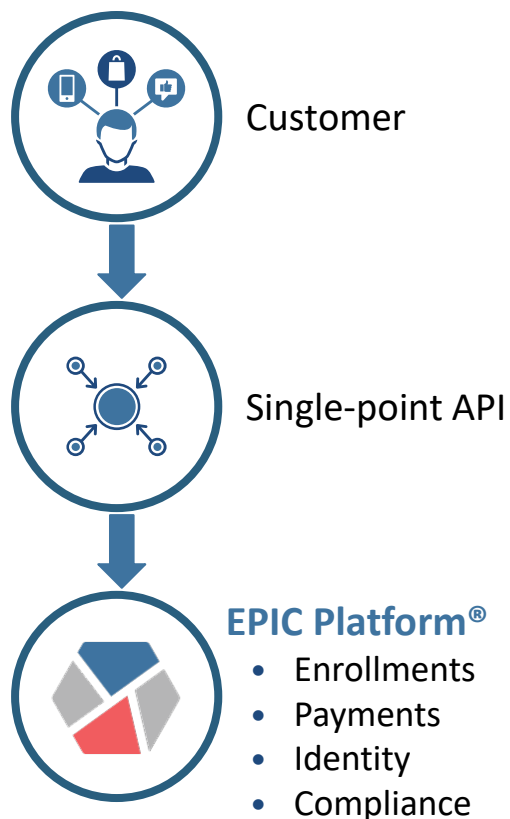 Customer
Single-point API
EPIC Platform®
• Enrollments
• Payments
• Identity
• Compliance